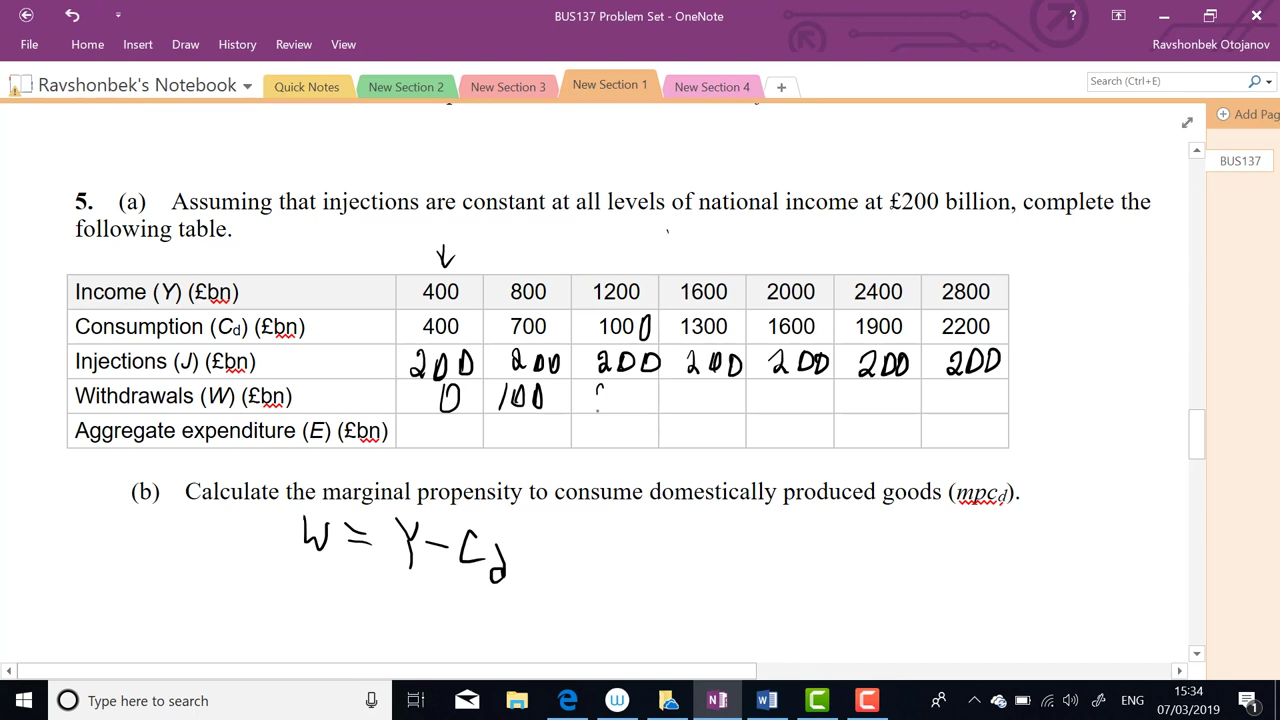 BUS137 Problem Set - OneNote
?
File Home Insert Draw History Review View
Ravshonbek Otojanov
Ravshonbek's Notebook Quick Notes New Section 2 New Section 3 New Section 1 New Section 4 +
Search (Ctrl+E)
Add Pag
BUS137
5. (a) Assuming that injections are constant at all levels of national income at £200 billion, complete the
following table.
Income (Y) (£bn) 400 800 1200 1600 2000 2400 2800
Consumption (Cd) (£bn) 400 700 1000 1300 1600 1900 2200
Injections (J) (£bn) 200 200 200 200 200 200 200
Withdrawals (W) (£bn) 0 100
Aggregate expenditure (E) (£bn)
(b) Calculate the marginal propensity to consume domestically produced goods (mpcd).
W = Y - Cd
Type here to search
ENG
15:34
07/03/2019
1